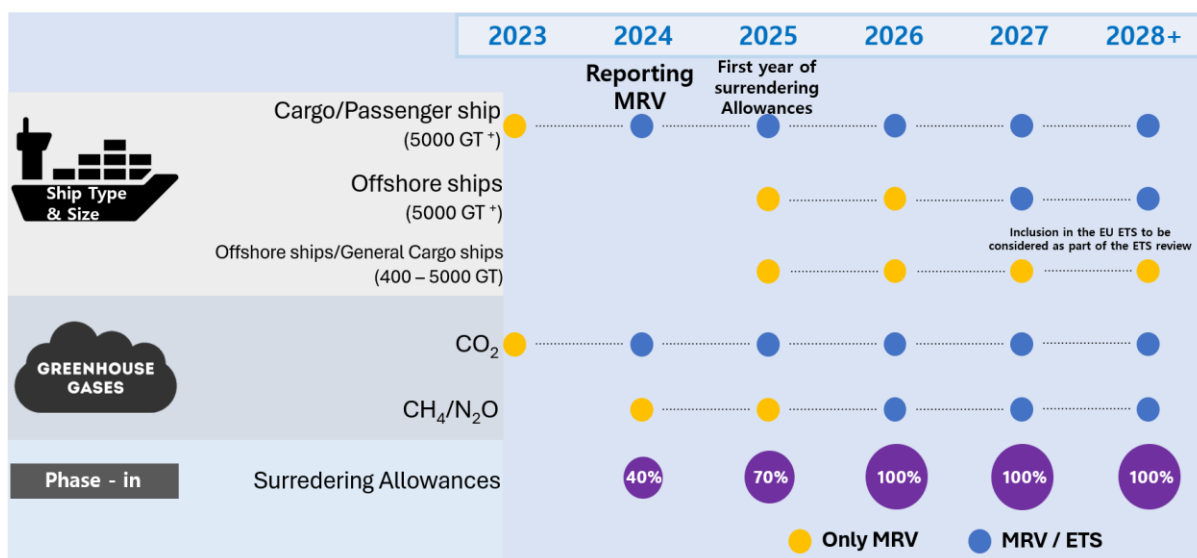 2023 2024 2025 2026 2027 2028+
Reporting
MRV
First year of
surrendering
Allowances
Ship Type
& Size
Cargo/Passenger ship
(5000 GT +)
Offshore ships
(5000 GT +)
Inclusion in the EU ETS to be
considered as part of the ETS review
Offshore ships/General Cargo ships
(400 – 5000 GT)
GREENHOUSE
GASES
CO₂
CH₄/N₂O
Phase - in
Surredering Allowances
40% 70% 100% 100% 100%
Only MRV
MRV / ETS